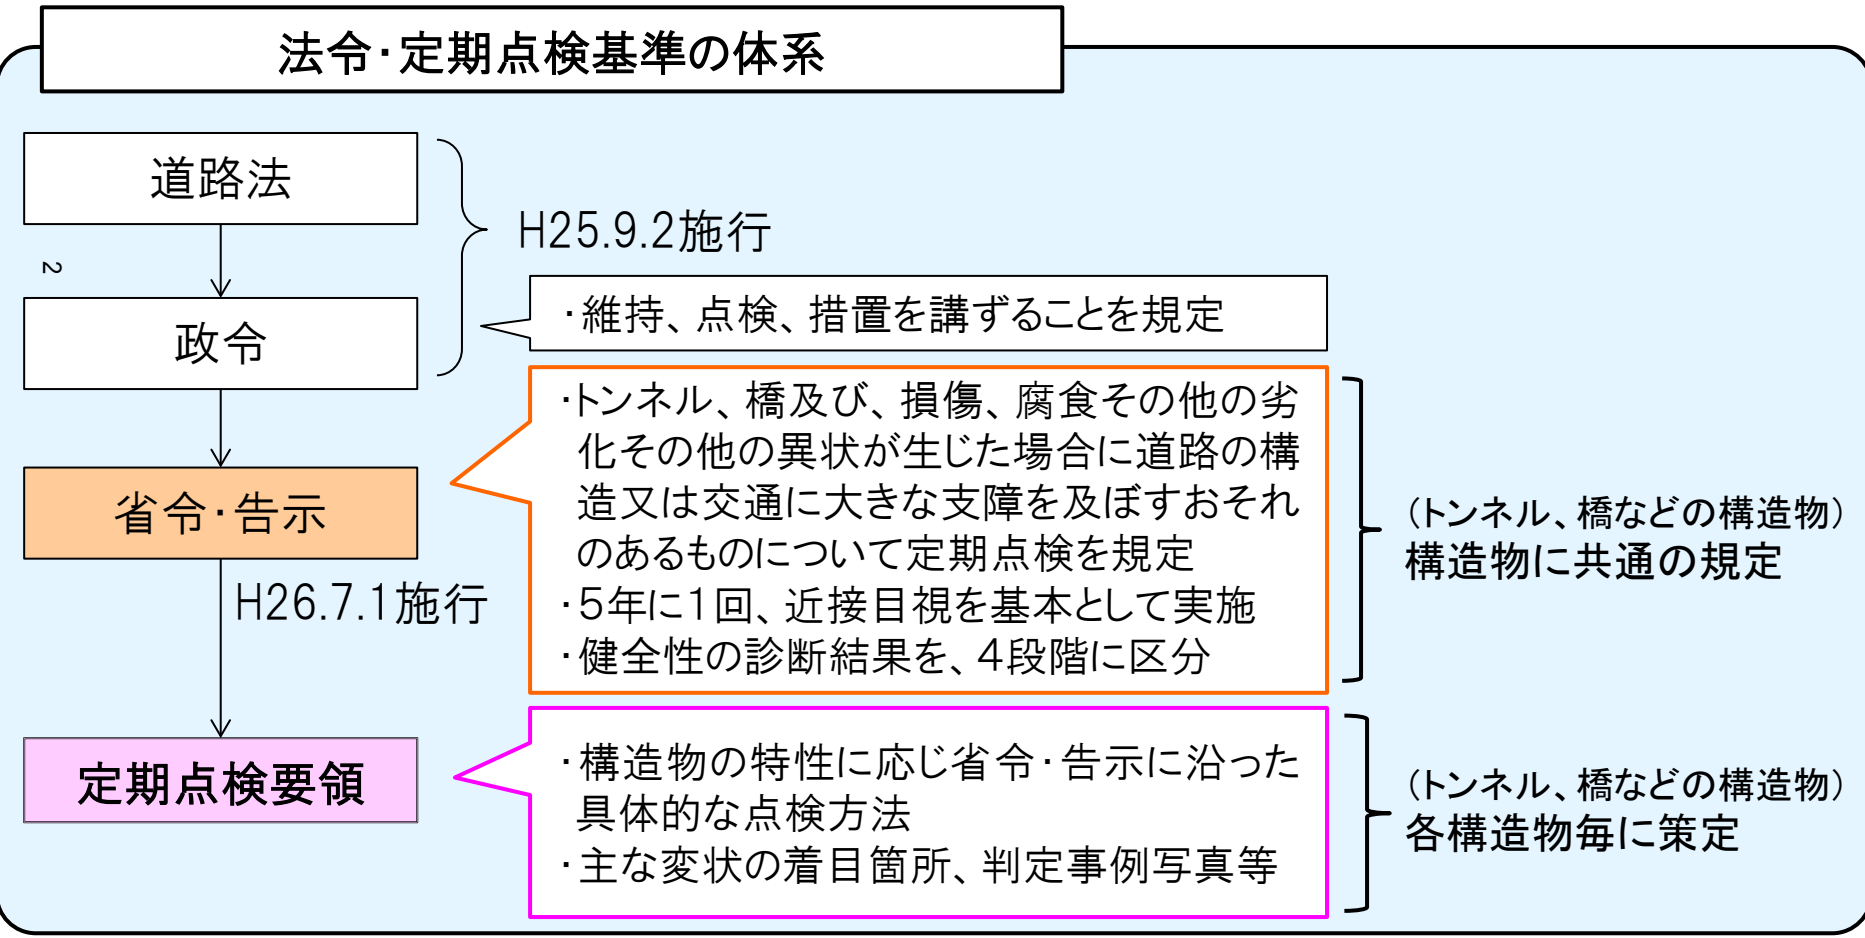 法令・定期点検基準の体系
道路法
H25.9.2施行
2
政令
・維持、点検、措置を講ずることを規定
・トンネル、橋及び、損傷、腐食その他の劣
化その他の異状が生じた場合に道路の構
造又は交通に大きな支障を及ぼすおそれ
のあるものについて定期点検を規定
・５年に１回、近接目視を基本として実施
・健全性の診断結果を、４段階に区分
省令・告示
（トンネル、橋などの構造物）
構造物に共通の規定
H26.7.1施行
定期点検要領
・構造物の特性に応じ省令・告示に沿った
具体的な点検方法
・主な変状の着目箇所、判定事例写真等
（トンネル、橋などの構造物）
各構造物毎に策定